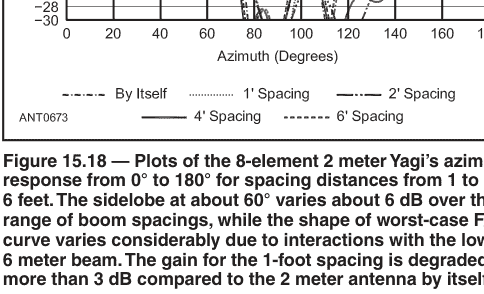 −28
−30
0 20 40 60 80 100 120 140 160
Azimuth (Degrees)
By Itself 1' Spacing 2' Spacing
4' Spacing 6' Spacing
ANT0673
Figure 15.18 — Plots of the 8-element 2 meter Yagi's azim
response from 0° to 180° for spacing distances from 1 to
6 feet. The sidelobe at about 60° varies about 6 dB over th
range of boom spacings, while the shape of worst-case F
curve varies considerably due to interactions with the low
6 meter beam. The gain for the 1-foot spacing is degraded
more than 3 dB compared to the 2 meter antenna by itself